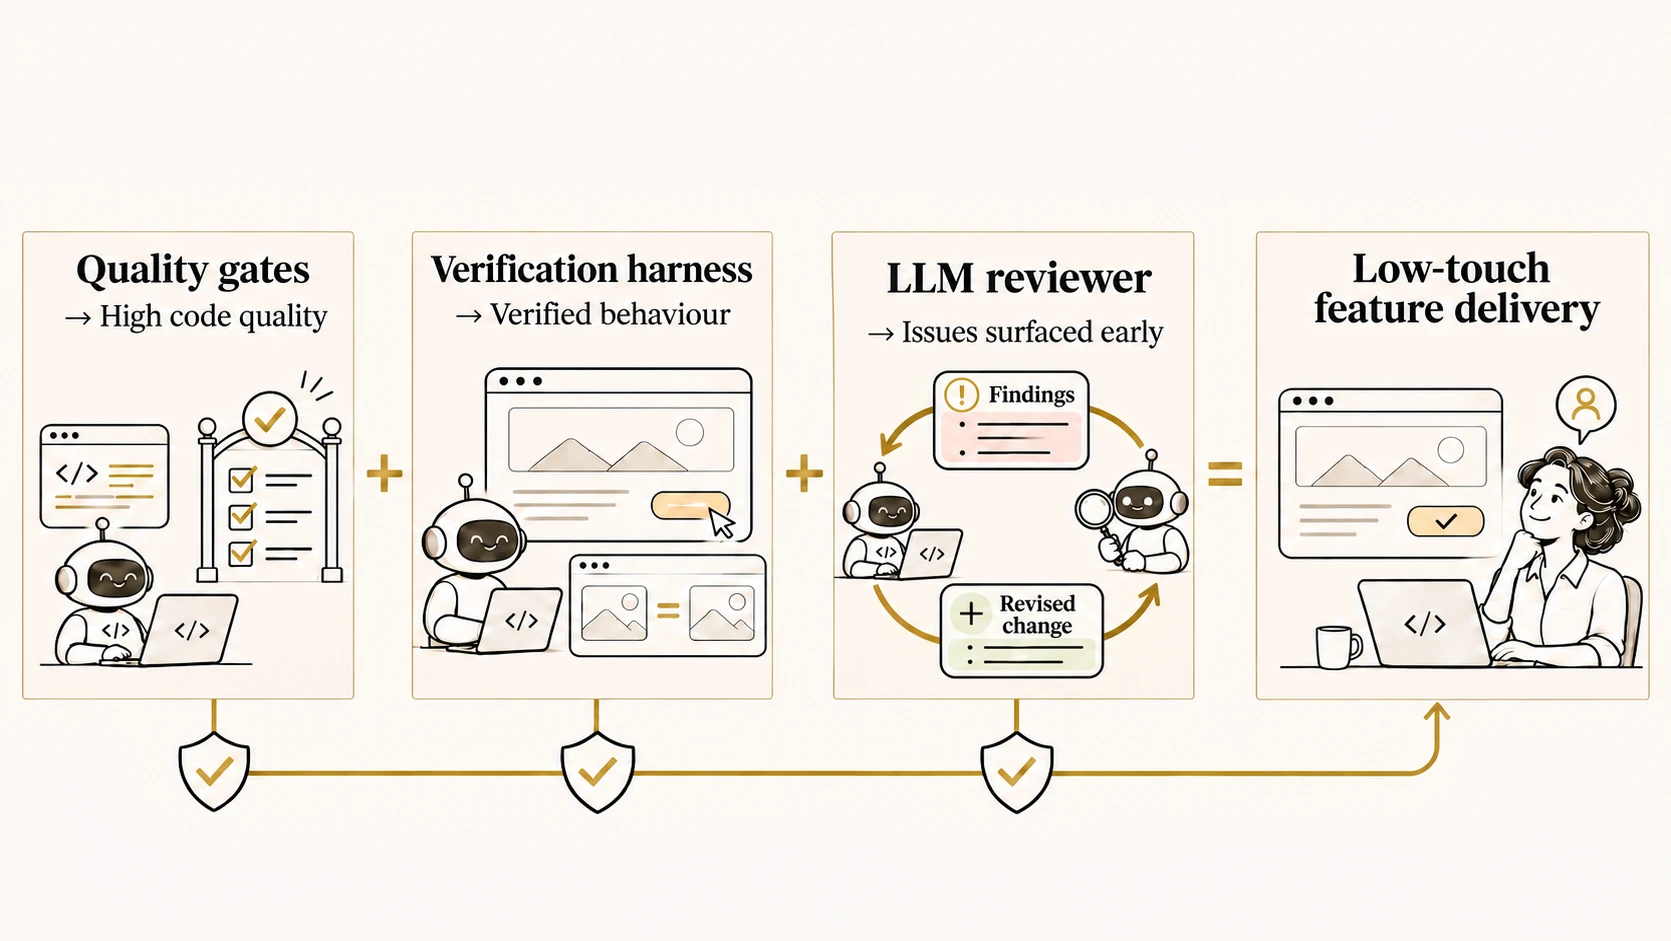 Quality gates
→ High code quality
</>
</>
</>
+
Verification harness
→ Verified behaviour
</>
=
+
LLM reviewer
→ Issues surfaced early
! Findings
</>
</>
+ Revised
change
=
Low-touch
feature delivery
</>